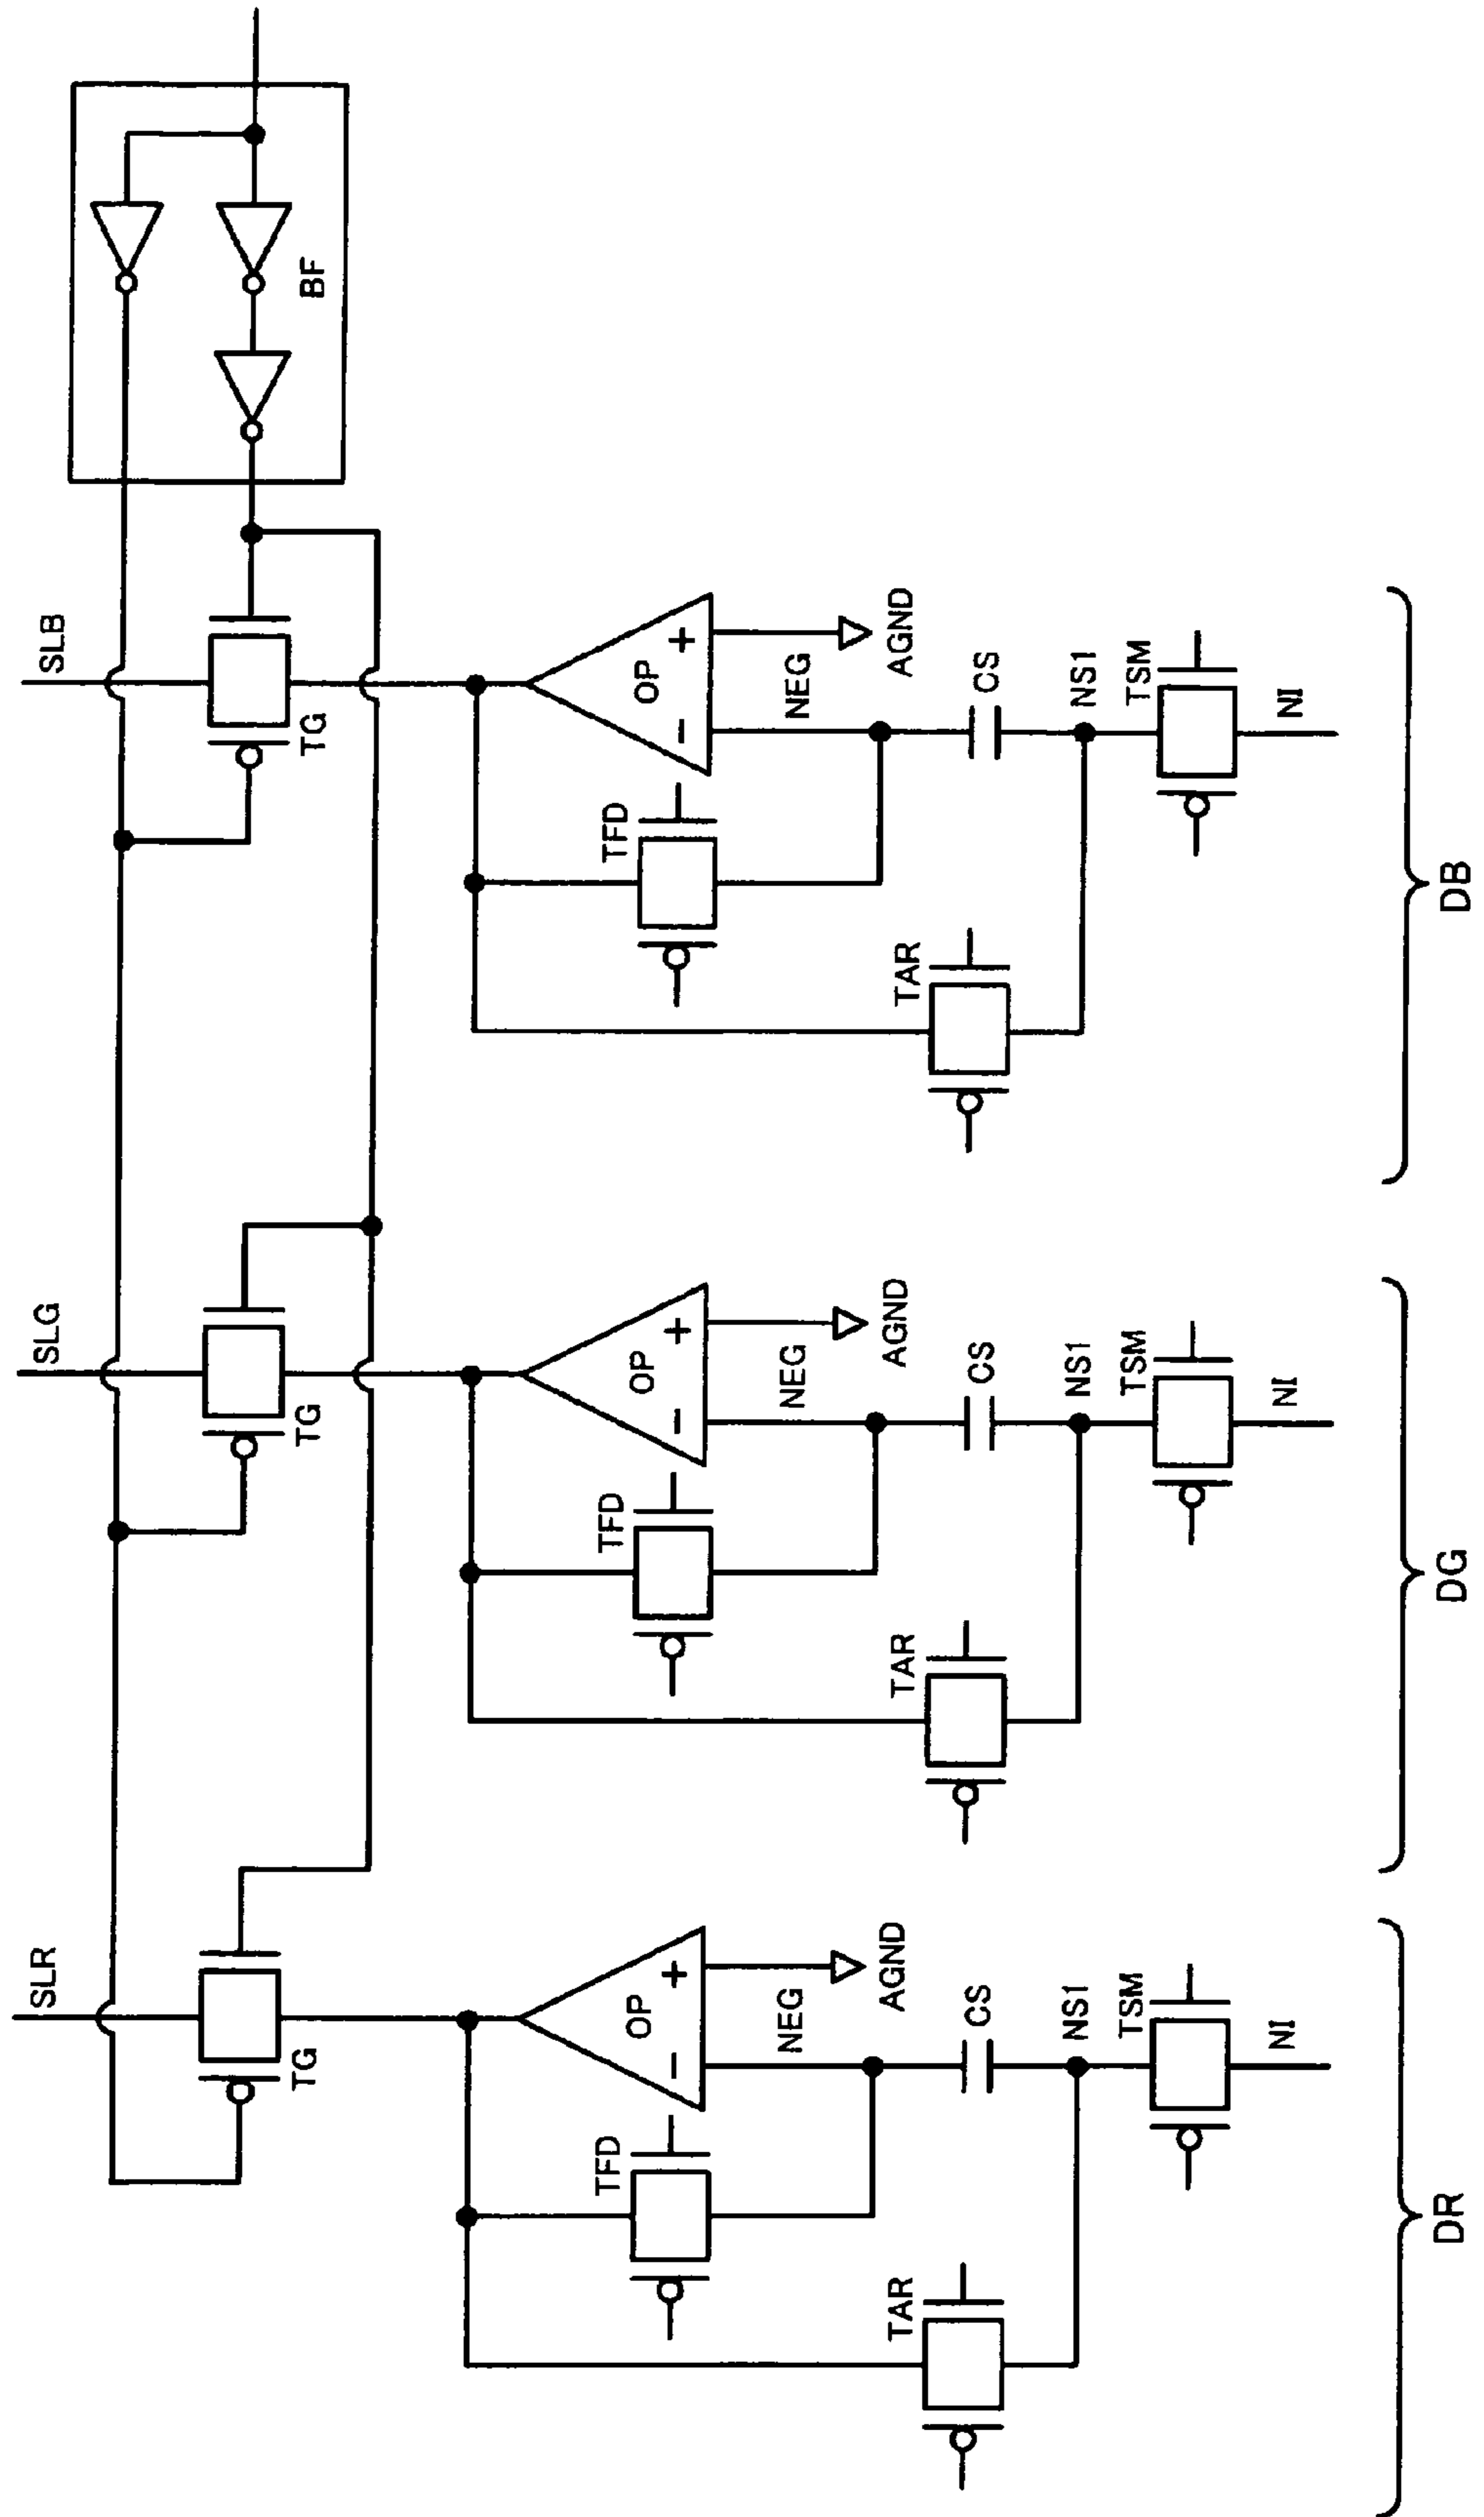 BF
SLB
TG
OP
+
−
NEG
AGND
TFD
CS
TAR
NS1
TSM
NI
DB
SLG
TG
OP
+
−
NEG
AGND
TFD
CS
TAR
NS1
TSM
NI
DG
SLR
TG
OP
+
−
NEG
AGND
TFD
CS
TAR
NS1
TSM
NI
DR